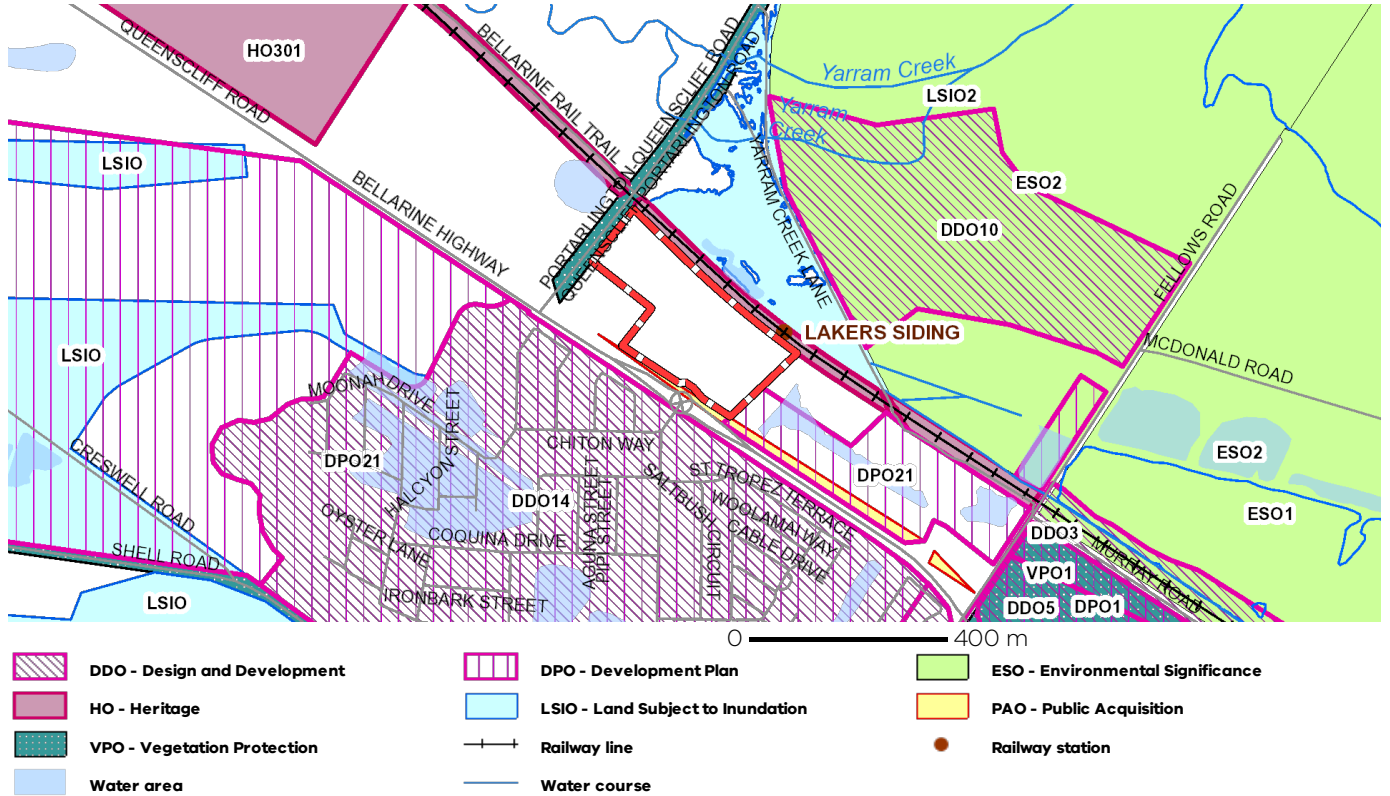 HO301
QUEENSCLIFF ROAD
BELLARINE RAIL TRAIL
PORTARLINGTON-QUEENSCLIFF ROAD
QUEENSCLIFF-PORTARLINGTON ROAD
Yarram Creek
LSIO2
Yarram
Creek
LSIO
YARRAM CREEK LANE
ESO2
BELLARINE HIGHWAY
DDO10
FELLOWS ROAD
LAKERS SIDING
MCDONALD ROAD
LSIO
MOONAH DRIVE
HALCYON STREET
CHITON WAY
DPO21
CRESWELL ROAD
DDO14
OYSTER LANE
COQUINA DRIVE
AQUINA STREET
PIPI STREET
SALTBUSH CIRCUIT
ST TROPEZ TERRACE
WOOLAMAI WAY
CABLE DRIVE
DPO21
ESO2
ESO1
SHELL ROAD
LSIO
IRONBARK STREET
DDO3
MURRAY ROAD
VPO1
DDO5
DPO1
0 400 m
DDO - Design and Development
DPO - Development Plan
ESO - Environmental Significance
HO - Heritage
LSIO - Land Subject to Inundation
PAO - Public Acquisition
VPO - Vegetation Protection
Railway line
Railway station
Water area
Water course